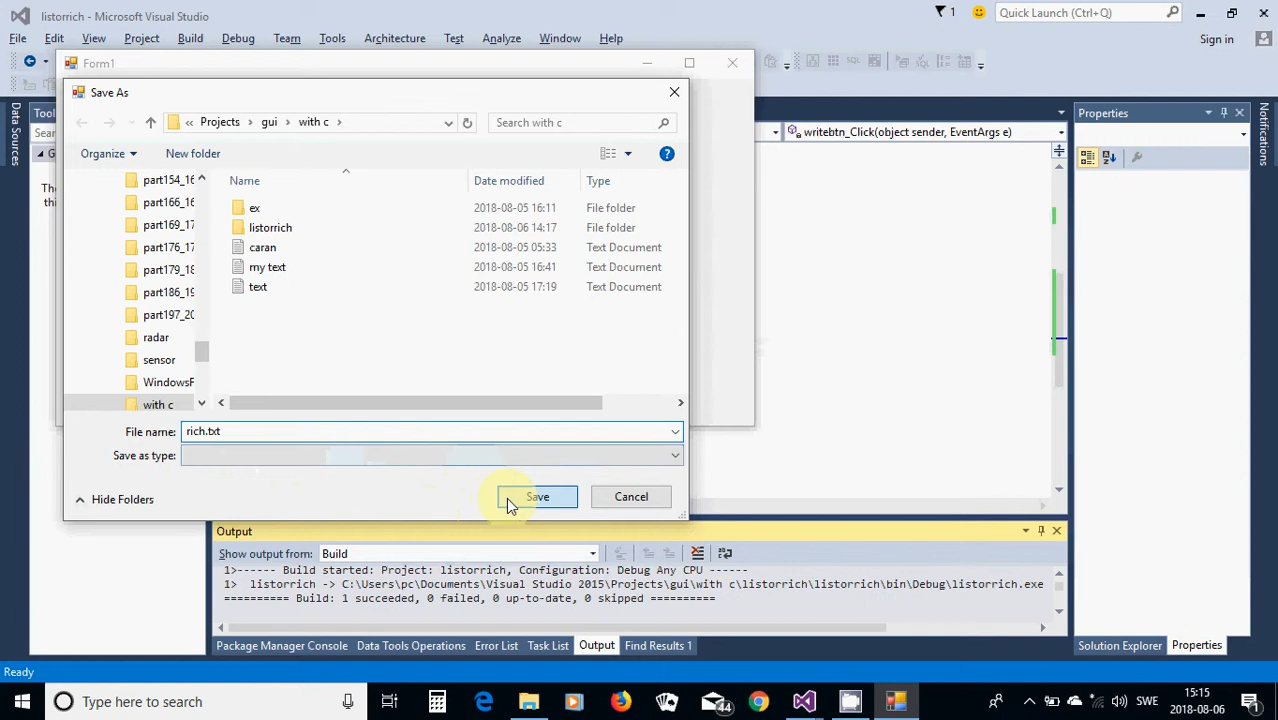 listorrich - Microsoft Visual Studio
1
Quick Launch (Ctrl+Q)
File Edit View Project Build Debug Team Tools Architecture Test Analyze Window Help
Sign in
Form1
Save As
« Projects > gui > with c >
Search with c
Organize
New folder
Name Date modified Type
ex 2018-08-05 16:11 File folder
listorrich 2018-08-06 14:17 File folder
caran 2018-08-05 05:33 Text Document
my text 2018-08-05 16:41 Text Document
text 2018-08-05 17:19 Text Document
part154_16
part166_16
part169_17
part176_17
part179_18
part186_19
part197_20
radar
sensor
WindowsF
with c
File name: rich.txt
Save as type:
Hide Folders
Save
Cancel
Data Sources
writebtn_Click(object sender, EventArgs e)
Properties
Notifications
Output
Show output from: Build
1>------ Build started: Project: listorrich, Configuration: Debug Any CPU ------
1>  listorrich -> C:\Users\pc\Documents\Visual Studio 2015\Projects\gui\with c\listorrich\listorrich\bin\Debug\listorrich.exe
========== Build: 1 succeeded, 0 failed, 0 up-to-date, 0 skipped ==========
Package Manager Console Data Tools Operations Error List Task List Output Find Results 1
Solution Explorer Properties
Ready
Type here to search
44
SWE
15:15
2018-08-06
1